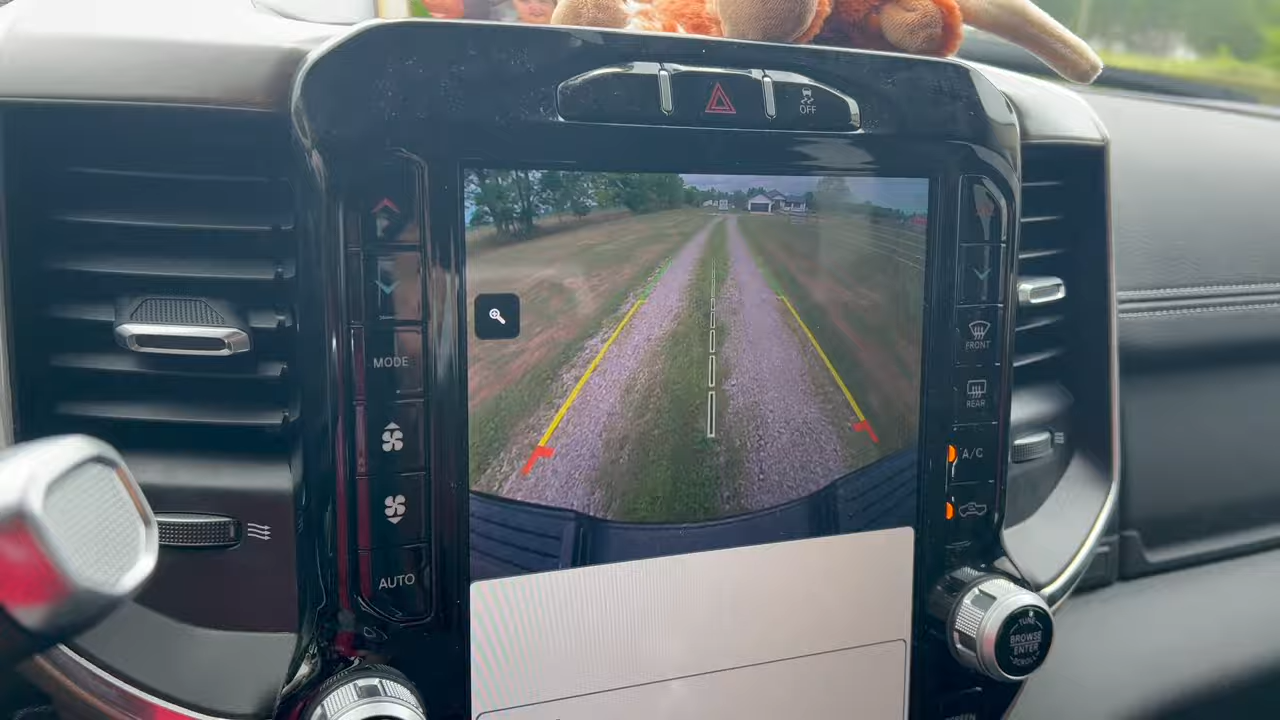 OFF
MODE
FRONT
REAR
A/C
AUTO
TUNE
BROWSE
ENTER
SCROLL